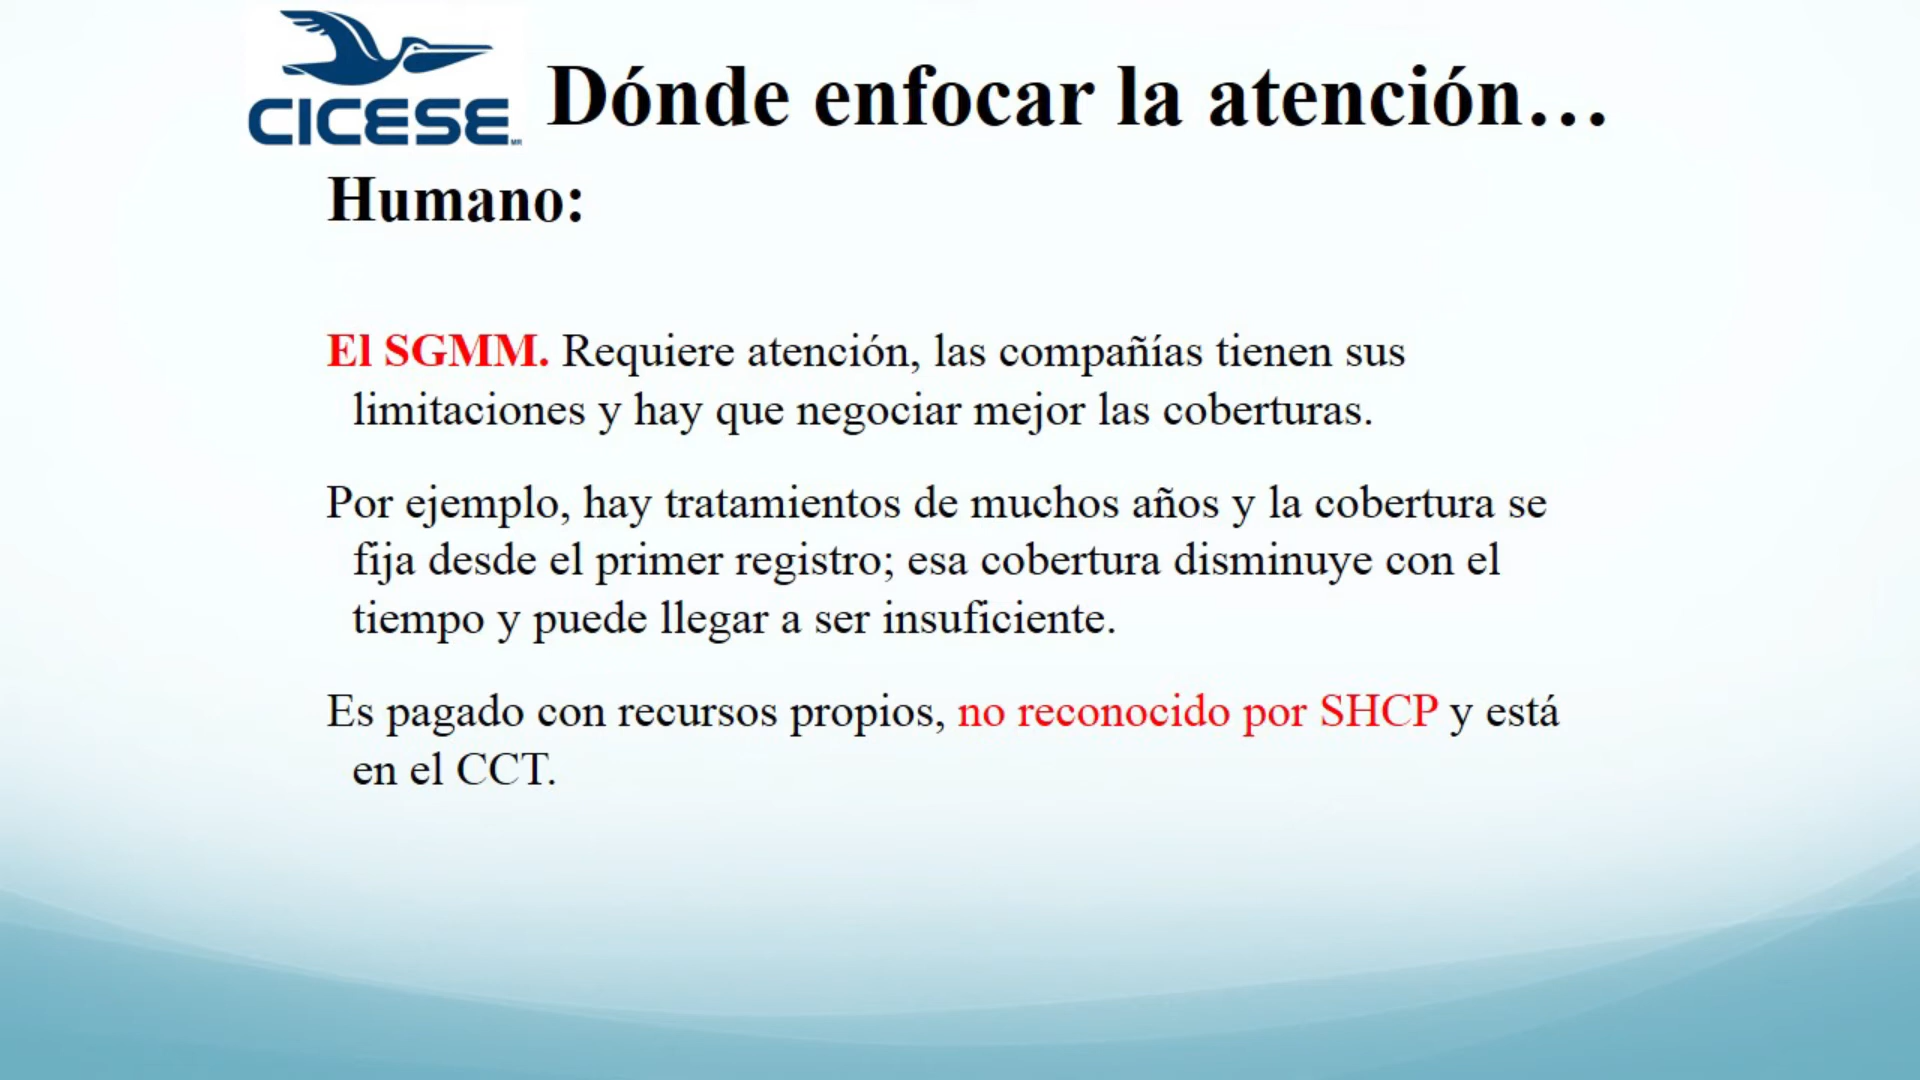 CICESE MR
Dónde enfocar la atención…
Humano:
El SGMM. Requiere atención, las compañías tienen sus
limitaciones y hay que negociar mejor las coberturas.
Por ejemplo, hay tratamientos de muchos años y la cobertura se
fija desde el primer registro; esa cobertura disminuye con el
tiempo y puede llegar a ser insuficiente.
Es pagado con recursos propios, no reconocido por SHCP y está
en el CCT.